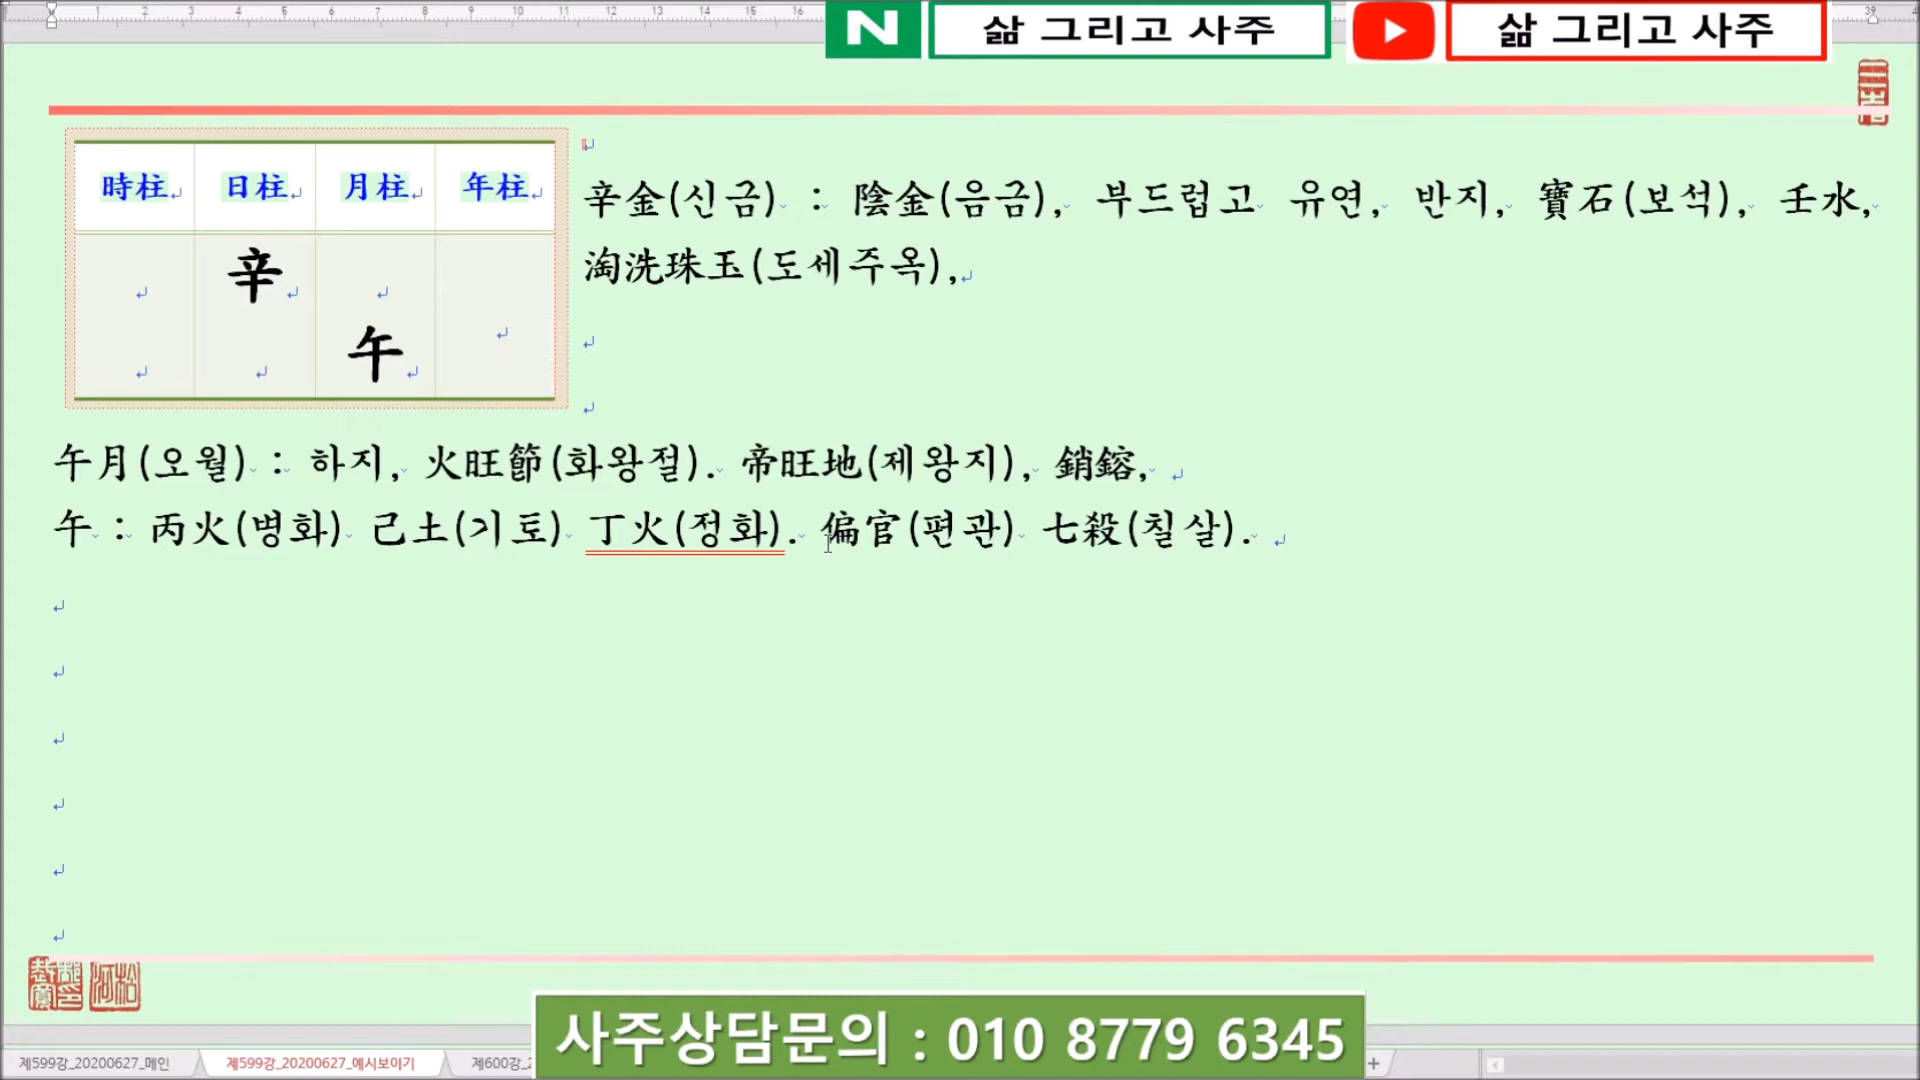 삶 그리고 사주
삶 그리고 사주
時柱 日柱 月柱 年柱
辛
午
辛金(신금) : 陰金(음금), 부드럽고 유연, 반지, 寶石(보석), 壬水,
淘洗珠玉(도세주옥),
午月(오월) : 하지, 火旺節(화왕절). 帝旺地(제왕지), 銷鎔,
午 : 丙火(병화) 己土(기토) 丁火(정화). 偏官(편관) 七殺(칠살).
사주상담문의 : 010 8779 6345
제599강_20200627_메인 제599강_20200627_예시보이기 제600강_2